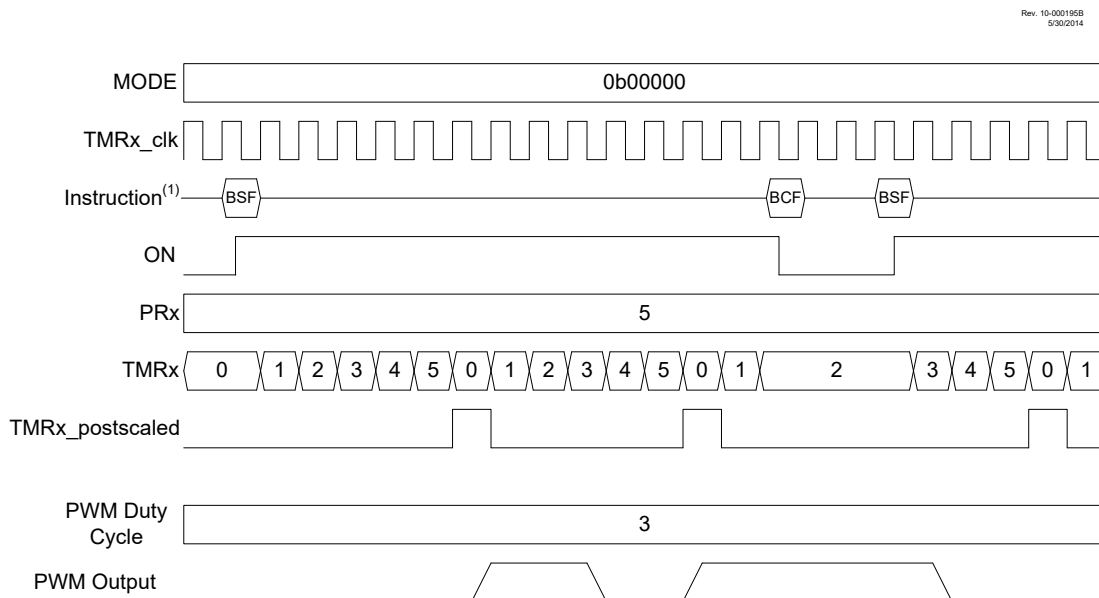 Rev. 10-000195B
5/30/2014
MODE 0b00000
TMRx_clk
Instruction(1) BSF BCF BSF
ON
PRx 5
TMRx 0 1 2 3 4 5 0 1 2 3 4 5 0 1 2 3 4 5 0 1
TMRx_postscaled
PWM Duty
Cycle 3
PWM Output